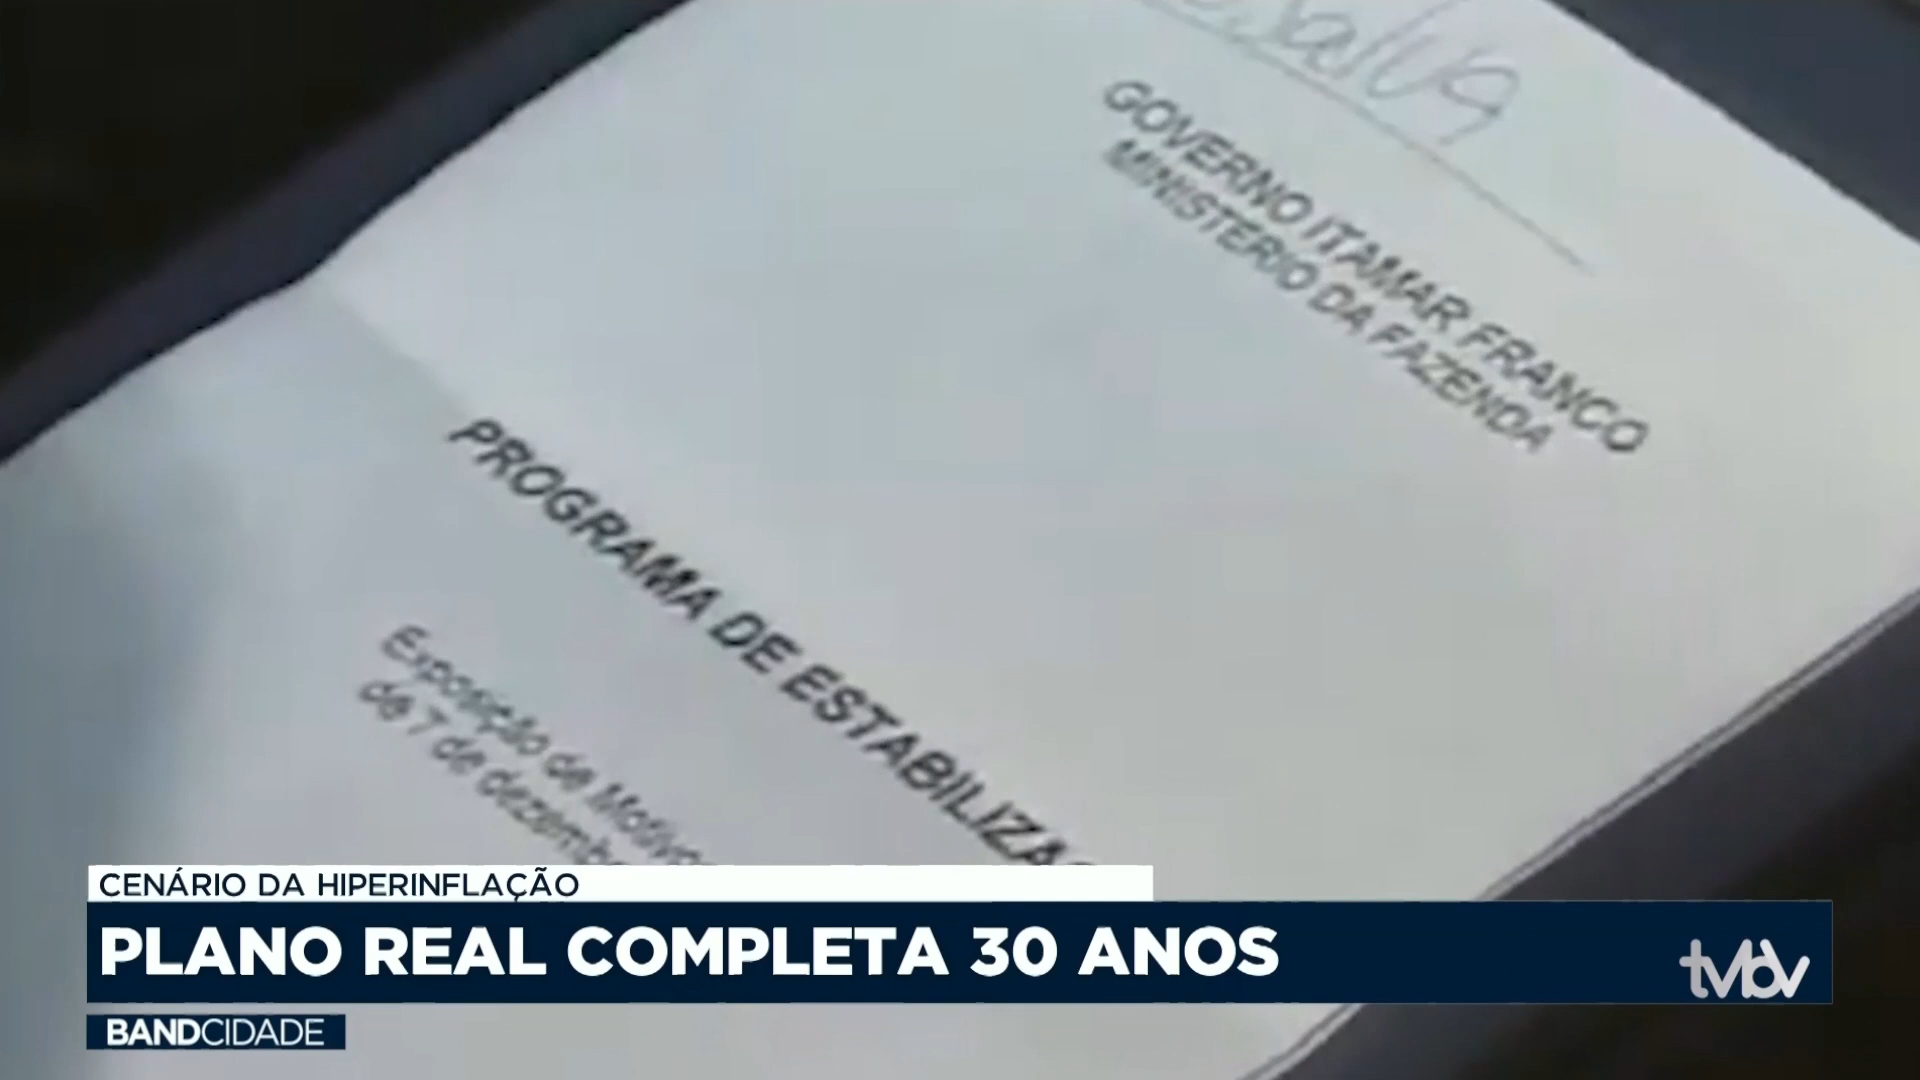 GOVERNO ITAMAR FRANCO
MINISTÉRIO DA FAZENDA
PROGRAMA DE
Exposição de
de 7 de
CENÁRIO DA HIPERINFLAÇÃO
PLANO REAL COMPLETA 30 ANOS
tvbv
BANDCIDADE